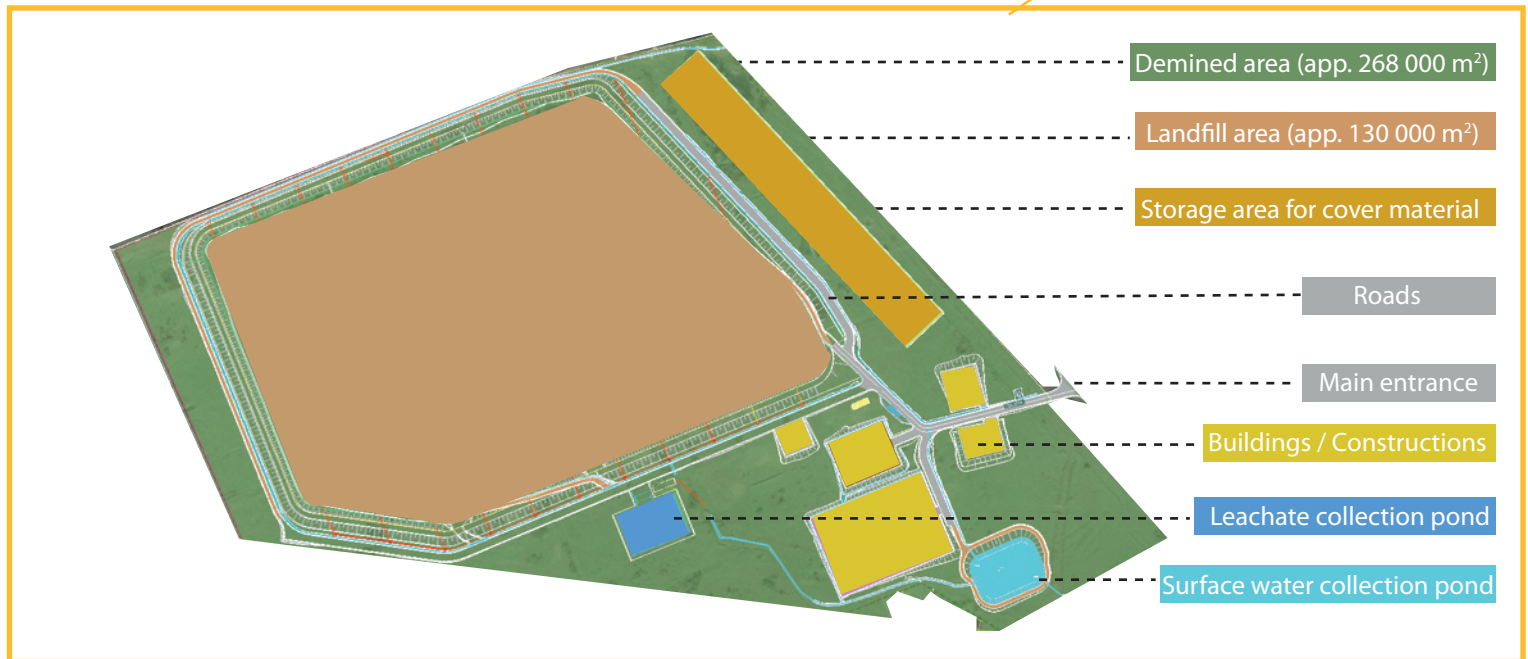 Demined area (app. 268 000 m²)
Landfill area (app. 130 000 m²)
Storage area for cover material
Roads
Main entrance
Buildings / Constructions
Leachate collection pond
Surface water collection pond